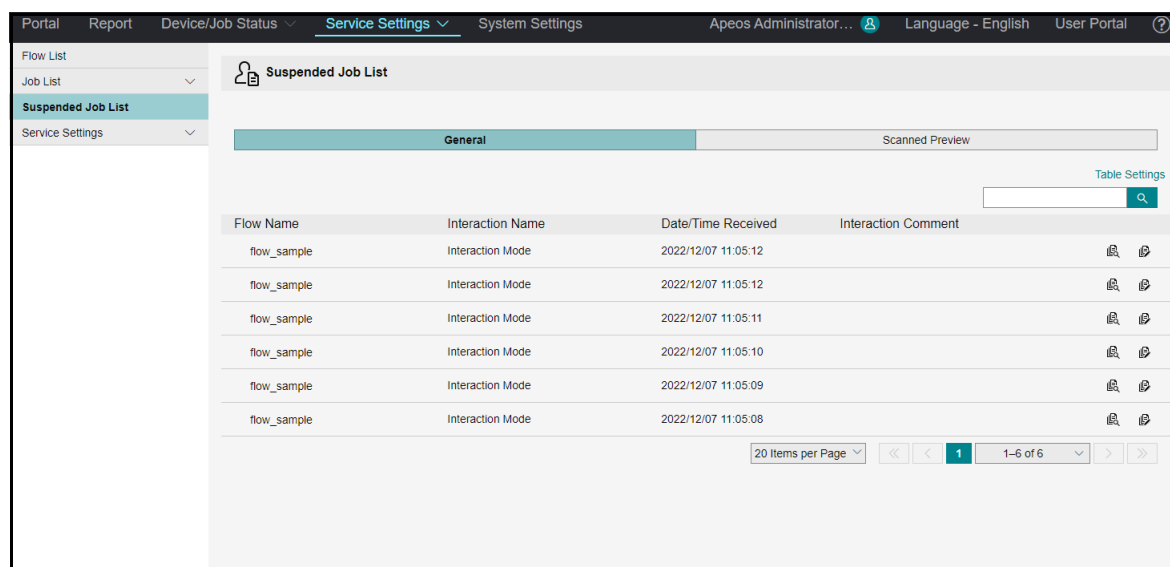 Portal Report Device/Job Status Service Settings System Settings Apeos Administrator... Language - English User Portal ?
Flow List
Job List
Suspended Job List
Service Settings
Suspended Job List
General Scanned Preview
Table Settings
Flow Name Interaction Name Date/Time Received Interaction Comment
flow_sample Interaction Mode 2022/12/07 11:05:12
flow_sample Interaction Mode 2022/12/07 11:05:12
flow_sample Interaction Mode 2022/12/07 11:05:11
flow_sample Interaction Mode 2022/12/07 11:05:10
flow_sample Interaction Mode 2022/12/07 11:05:09
flow_sample Interaction Mode 2022/12/07 11:05:08
20 Items per Page 1 1–6 of 6